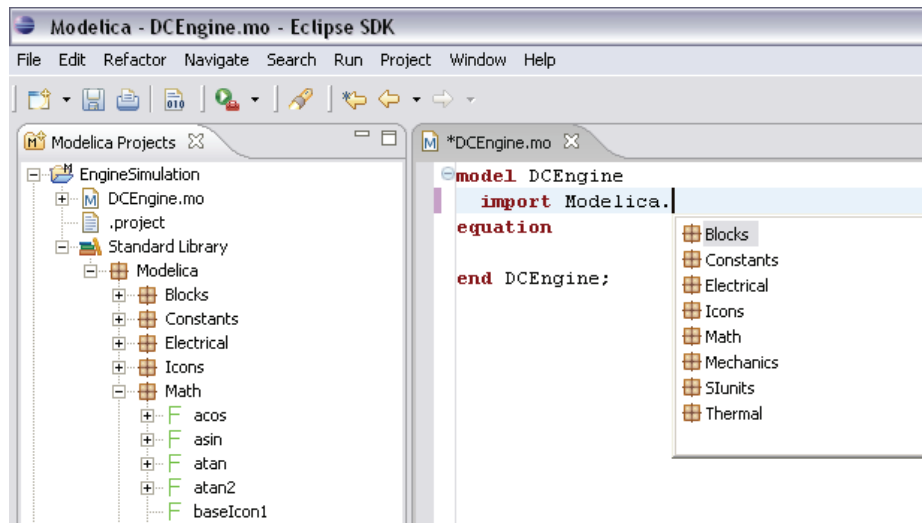 Modelica - DCEngine.mo - Eclipse SDK
File Edit Refactor Navigate Search Run Project Window Help
010
Modelica Projects
EngineSimulation
DCEngine.mo
.project
Standard Library
Modelica
Blocks
Constants
Electrical
Icons
Math
acos
asin
atan
atan2
baseIcon1
*DCEngine.mo
model DCEngine
import Modelica.
equation
end DCEngine;
Blocks
Constants
Electrical
Icons
Math
Mechanics
SIunits
Thermal